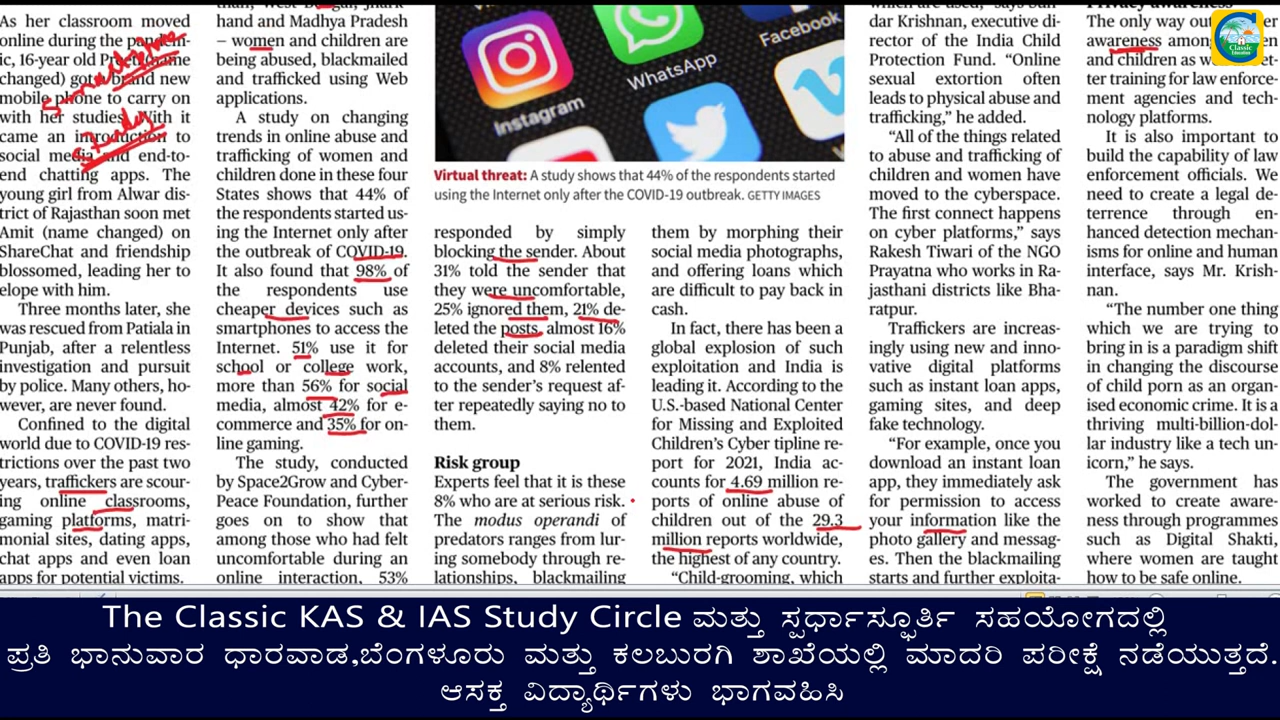 As her classroom moved
online during the pandem-
ic, 16-year old
changed) got brand new
mobile phone to carry on
with her studies. With it
came an introduction to
social media and end-to-
end chatting apps. The
young girl from Alwar dis-
trict of Rajasthan soon met
Amit (name changed) on
ShareChat and friendship
blossomed, leading her to
elope with him.
Three months later, she
was rescued from Patiala in
Punjab, after a relentless
investigation and pursuit
by police. Many others, ho-
wever, are never found.
Confined to the digital
world due to COVID-19 res-
trictions over the past two
years, traffickers are scour-
ing online classrooms,
gaming platforms, matri-
monial sites, dating apps,
chat apps and even loan
apps for potential victims.
hand and Madhya Pradesh
– women and children are
being abused, blackmailed
and trafficked using Web
applications.
A study on changing
trends in online abuse and
trafficking of women and
children done in these four
States shows that 44% of
the respondents started us-
ing the Internet only after
the outbreak of COVID-19.
It also found that 98% of
the respondents use
cheaper devices such as
smartphones to access the
Internet. 51% use it for
school or college work,
more than 56% for social
media, almost 42% for e-
commerce and 35% for on-
line gaming.
The study, conducted
by Space2Grow and Cyber-
Peace Foundation, further
goes on to show that
among those who had felt
uncomfortable during an
online interaction, 53%
Instagram
WhatsApp
Facebook
Virtual threat: A study shows that 44% of the respondents started
using the Internet only after the COVID-19 outbreak. GETTY IMAGES
responded by simply
blocking the sender. About
31% told the sender that
they were uncomfortable,
25% ignored them, 21% de-
leted the posts, almost 16%
deleted their social media
accounts, and 8% relented
to the sender's request af-
ter repeatedly saying no to
them.
Risk group
Experts feel that it is these
8% who are at serious risk.
The modus operandi of
predators ranges from lur-
ing somebody through re-
lationships, blackmailing
them by morphing their
social media photographs,
and offering loans which
are difficult to pay back in
cash.
In fact, there has been a
global explosion of such
exploitation and India is
leading it. According to the
U.S.-based National Center
for Missing and Exploited
Children's Cyber tipline re-
port for 2021, India ac-
counts for 4.69 million re-
ports of online abuse of
children out of the 29.3
million reports worldwide,
the highest of any country.
“Child-grooming, which
which are used,” says Sun-
dar Krishnan, executive di-
rector of the India Child
Protection Fund. “Online
sexual extortion often
leads to physical abuse and
trafficking,” he added.
“All of the things related
to abuse and trafficking of
children and women have
moved to the cyberspace.
The first connect happens
on cyber platforms,” says
Rakesh Tiwari of the NGO
Prayatna who works in Ra-
jasthani districts like Bha-
ratpur.
Traffickers are increas-
ingly using new and inno-
vative digital platforms
such as instant loan apps,
gaming sites, and deep
fake technology.
“For example, once you
download an instant loan
app, they immediately ask
for permission to access
your information like the
photo gallery and messag-
es. Then the blackmailing
starts and further exploita-
Privacy awareness
The only way out
awareness among
and children as
ter training for law enforce-
ment agencies and tech-
nology platforms.
It is also important to
build the capability of law
enforcement officials. We
need to create a legal de-
terrence through en-
hanced detection mechan-
isms for online and human
interface, says Mr. Krish-
nan.
“The number one thing
which we are trying to
bring in is a paradigm shift
in changing the discourse
of child porn as an organ-
ised economic crime. It is a
thriving multi-billion-dol-
lar industry like a tech un-
icorn,” he says.
The government has
worked to create aware-
ness through programmes
such as Digital Shakti,
where women are taught
how to be safe online.
Classic
Education
The Classic KAS & IAS Study Circle ಮತ್ತು ಸ್ಪರ್ಧಾಸ್ಫೂರ್ತಿ ಸಹಯೋಗದಲ್ಲಿ
ಪ್ರತಿ ಭಾನುವಾರ ಧಾರವಾಡ,ಬೆಂಗಳೂರು ಮತ್ತು ಕಲಬುರಗಿ ಶಾಖೆಯಲ್ಲಿ ಮಾದರಿ ಪರೀಕ್ಷೆ ನಡೆಯುತ್ತದೆ.
ಆಸಕ್ತ ವಿದ್ಯಾರ್ಥಿಗಳು ಭಾಗವಹಿಸಿ